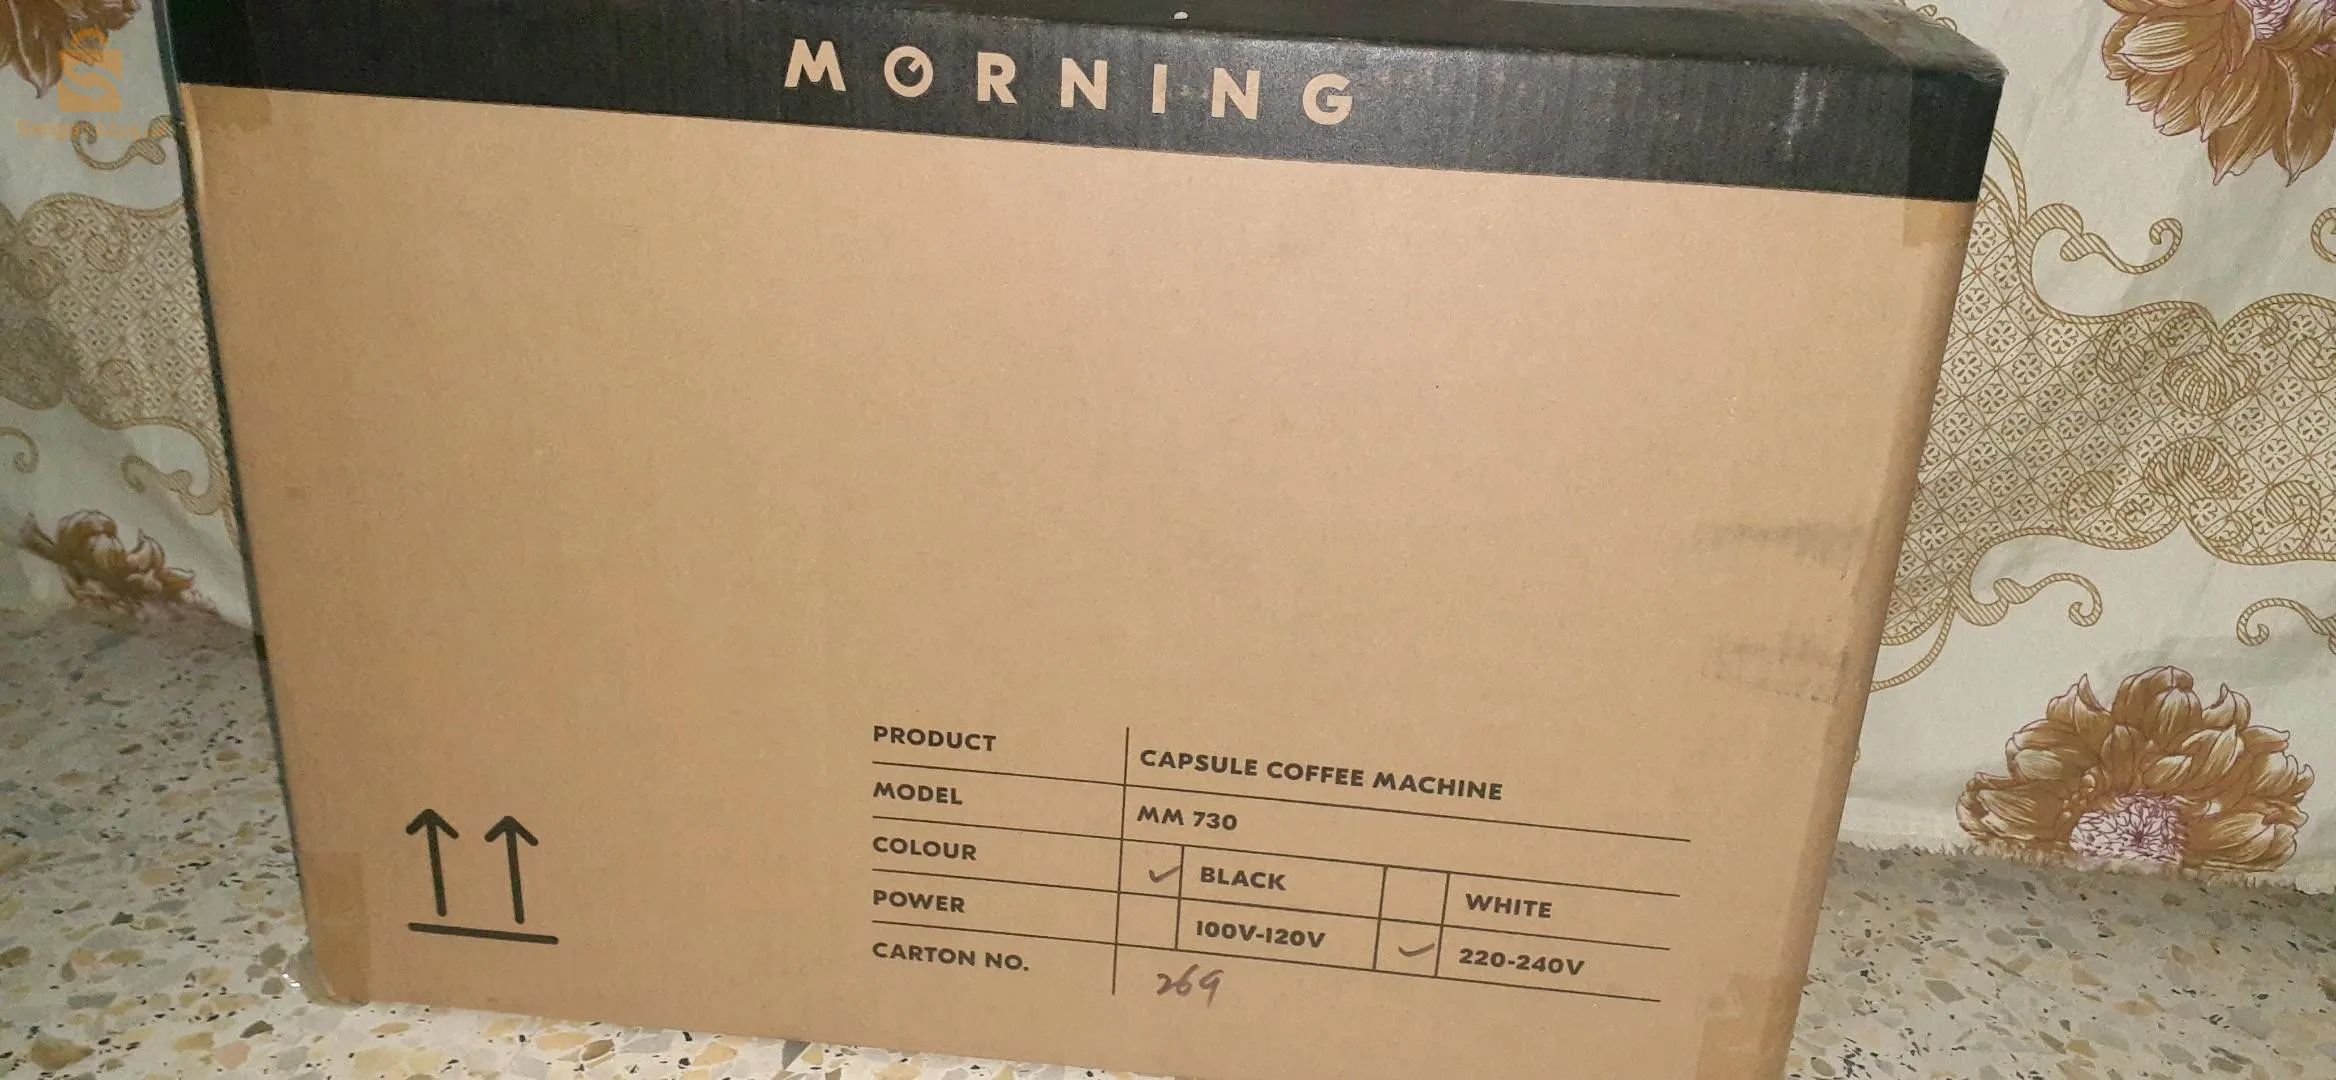 MORNING
PRODUCT CAPSULE COFFEE MACHINE
MODEL MM 730
COLOUR ✓ BLACK WHITE
POWER 100V-120V ✓ 220-240V
CARTON NO. 269